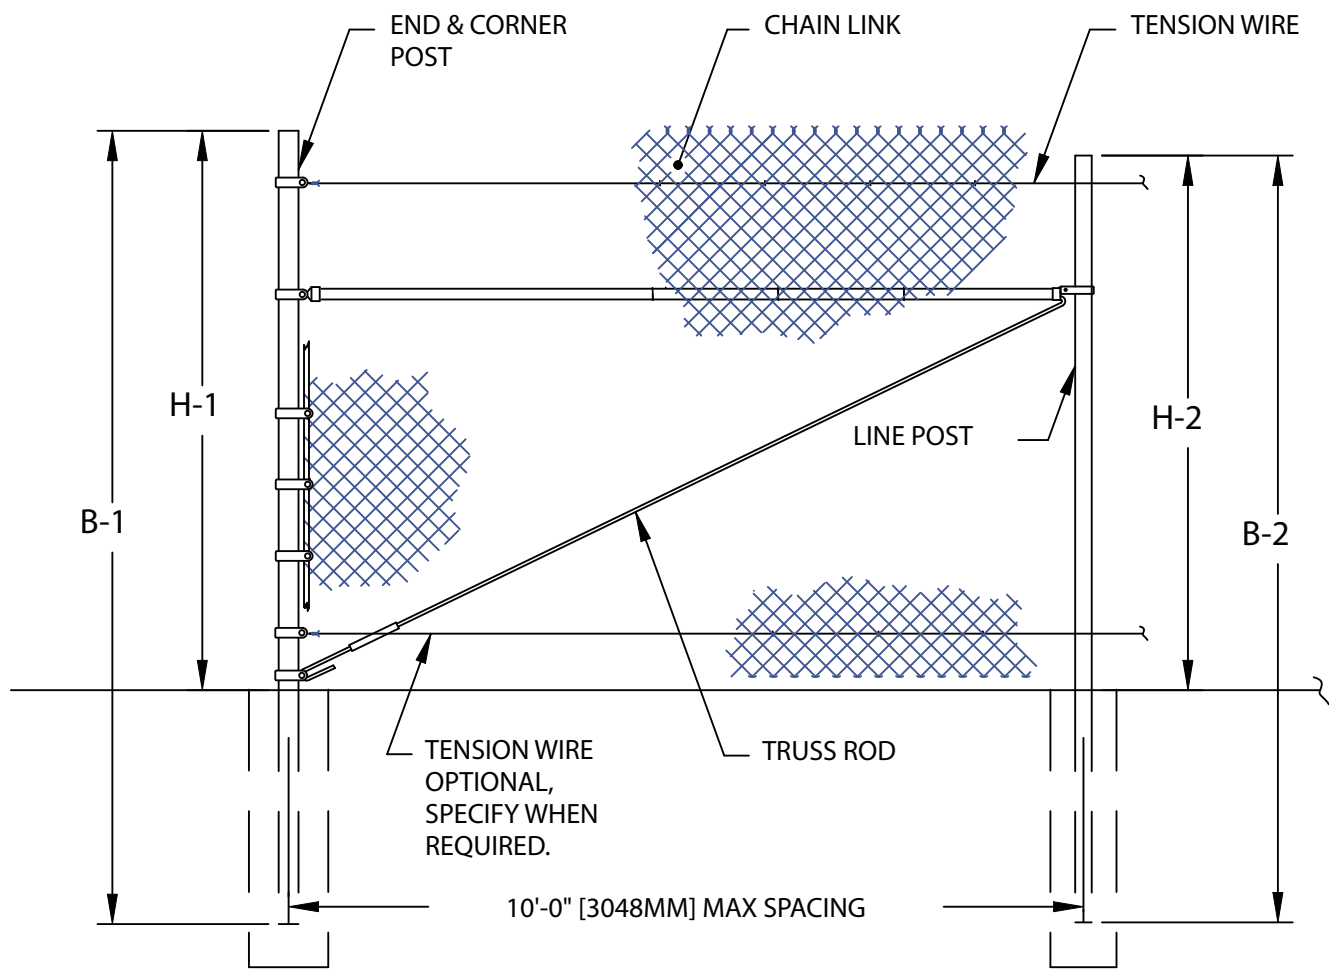 END & CORNER
POST
CHAIN LINK
TENSION WIRE
H-1
H-2
LINE POST
B-1
B-2
TENSION WIRE
OPTIONAL,
SPECIFY WHEN
REQUIRED.
TRUSS ROD
10'-0" [3048MM] MAX SPACING